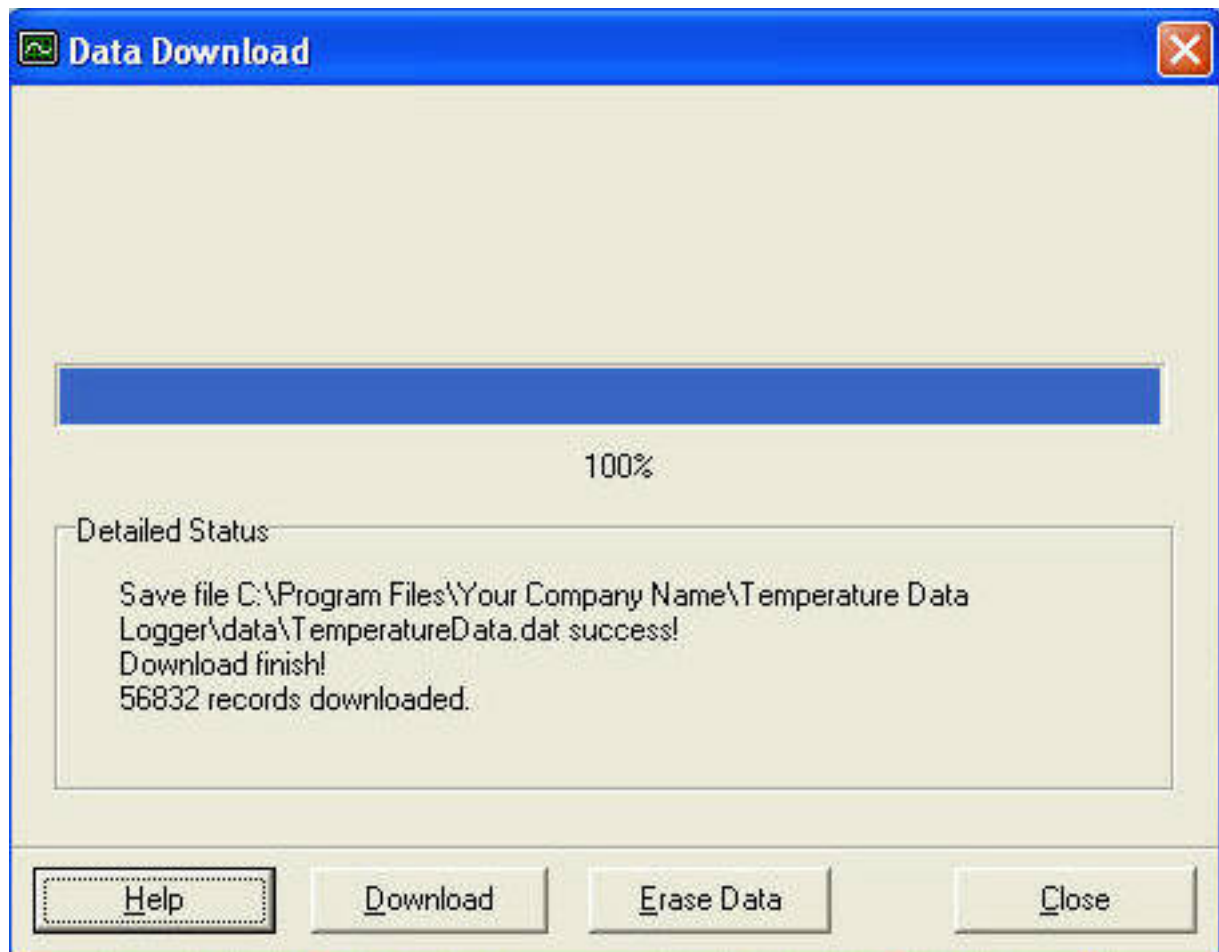 Data Download
100%
Detailed Status
Save file C:\Program Files\Your Company Name\Temperature Data
Logger\data\TemperatureData.dat success!
Download finish!
56832 records downloaded.
Help
Download
Erase Data
Close